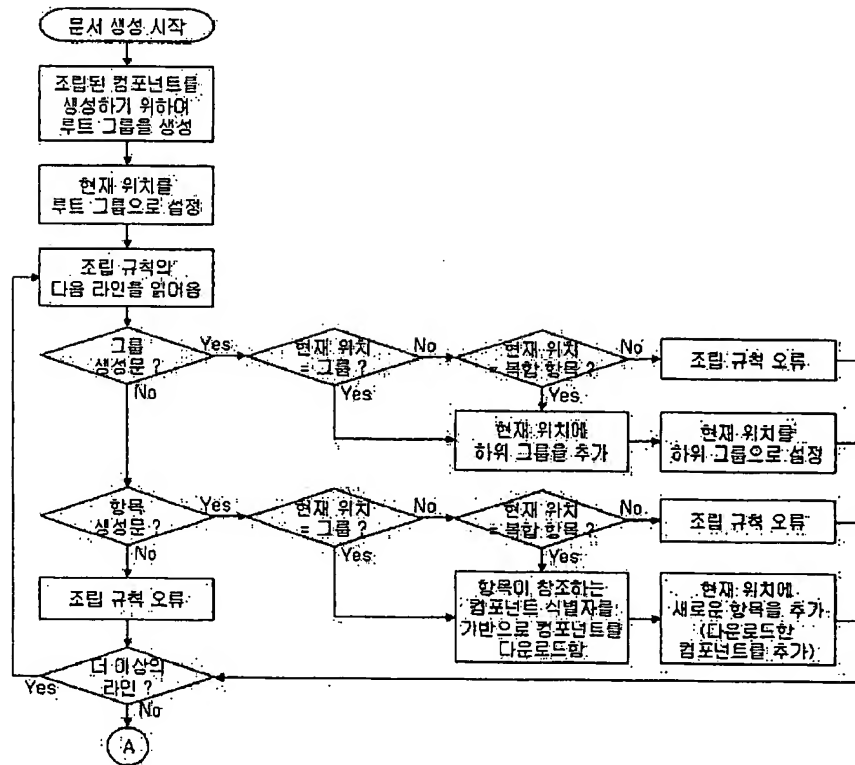 문서 생성 시작
조립된 컴포넌트를
생성하기 위하여
루트 그룹을 생성
현재 위치를
루트 그룹으로 설정
조립 규칙의
다음 라인을 읽어옴
그룹
생성문 ?
Yes
No
현재 위치
= 그룹 ?
No
Yes
현재 위치
= 복합 항목 ?
No
Yes
조립 규칙 오류
현재 위치에
하위 그룹을 추가
현재 위치를
하위 그룹으로 설정
항목
생성문 ?
Yes
No
현재 위치
= 그룹 ?
No
Yes
현재 위치
= 복합 항목 ?
No
Yes
조립 규칙 오류
조립 규칙 오류
항목이 참조하는
컴포넌트 식별자를
기반으로 컴포넌트를
다운로드함
현재 위치에
새로운 항목을 추가
(다운로드한
컴포넌트를 추가)
더 이상의
라인 ?
Yes
No
A